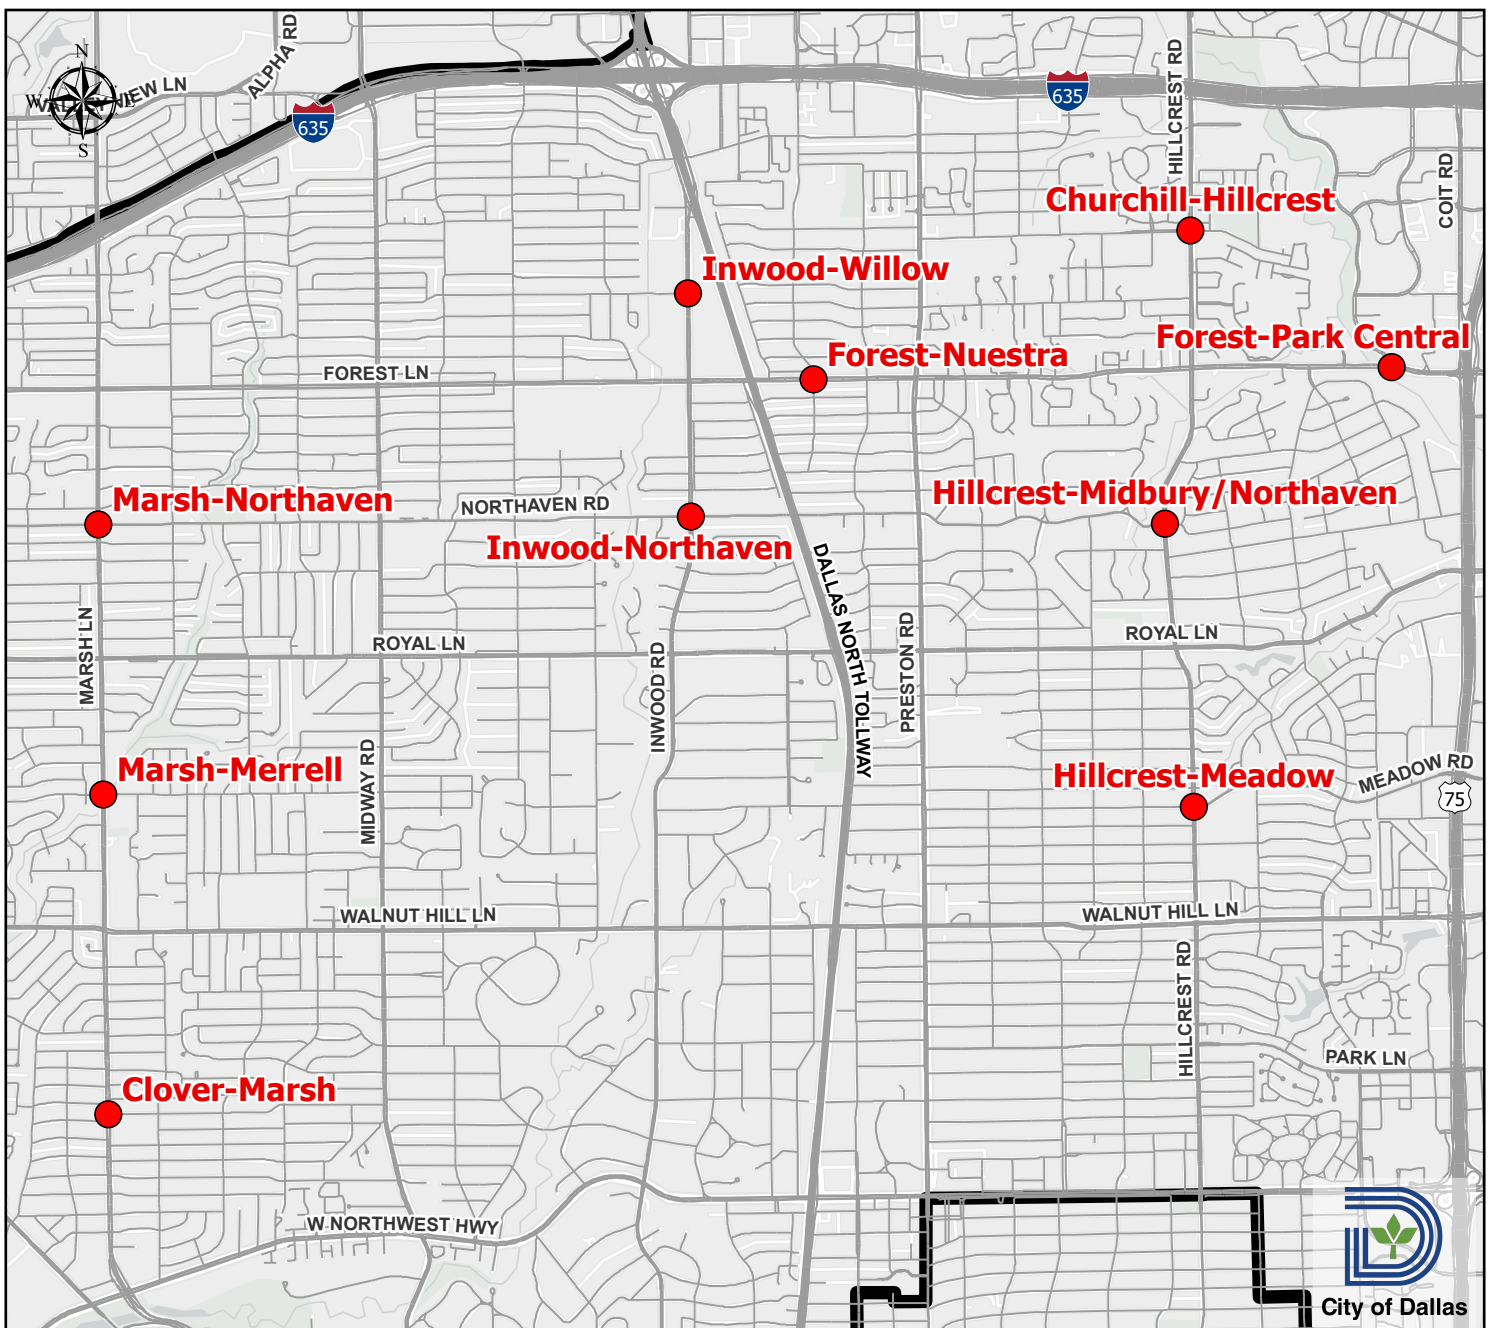 ALPHA RD
N
W
E
S
VALLEY VIEW LN
635
635
HILLCREST RD
COIT RD
Churchill-Hillcrest
Inwood-Willow
Forest-Park Central
Forest-Nuestra
FOREST LN
Marsh-Northaven
NORTHAVEN RD
Hillcrest-Midbury/Northaven
Inwood-Northaven
DALLAS NORTH TOLLWAY
MARSH LN
ROYAL LN
ROYAL LN
INWOOD RD
PRESTON RD
MIDWAY RD
Marsh-Merrell
Hillcrest-Meadow
MEADOW RD
75
WALNUT HILL LN
WALNUT HILL LN
HILLCREST RD
PARK LN
Clover-Marsh
W NORTHWEST HWY
City of Dallas